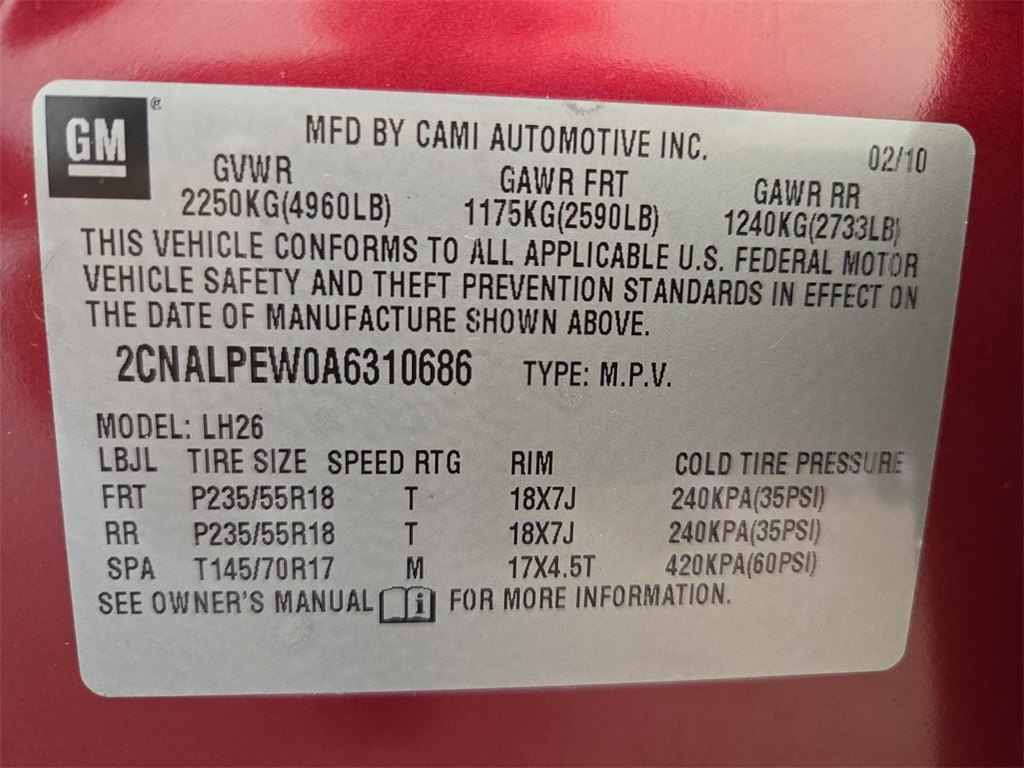 GM ®
MFD BY CAMI AUTOMOTIVE INC.
02/10
GVWR GAWR FRT GAWR RR
2250KG(4960LB) 1175KG(2590LB) 1240KG(2733LB)
THIS VEHICLE CONFORMS TO ALL APPLICABLE U.S. FEDERAL MOTOR
VEHICLE SAFETY AND THEFT PREVENTION STANDARDS IN EFFECT ON
THE DATE OF MANUFACTURE SHOWN ABOVE.
2CNALPEW0A6310686 TYPE: M.P.V.
MODEL: LH26
LBJL TIRE SIZE SPEED RTG RIM COLD TIRE PRESSURE
FRT P235/55R18 T 18X7J 240KPA(35PSI)
RR P235/55R18 T 18X7J 240KPA(35PSI)
SPA T145/70R17 M 17X4.5T 420KPA(60PSI)
SEE OWNER'S MANUAL i FOR MORE INFORMATION.